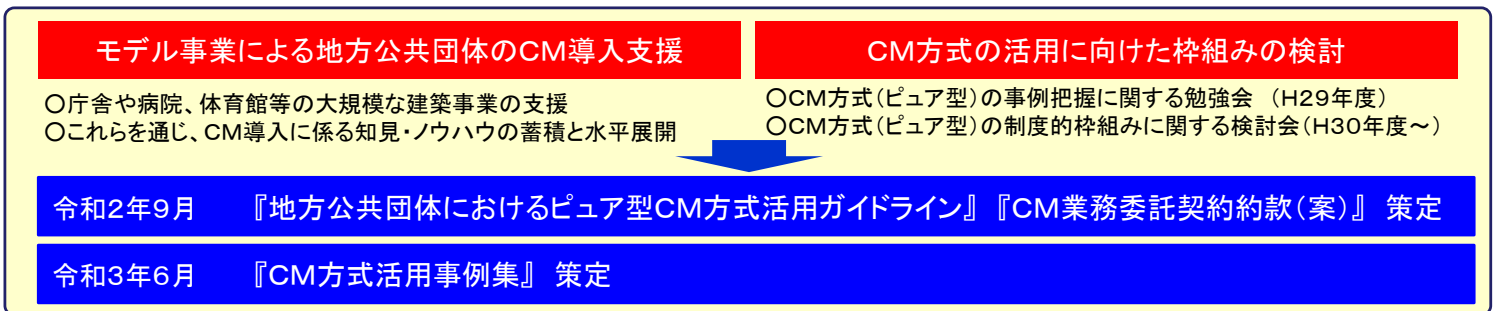 モデル事業による地方公共団体のCM導入支援
○庁舎や病院、体育館等の大規模な建築事業の支援
○これらを通じ、CM導入に係る知見・ノウハウの蓄積と水平展開
CM方式の活用に向けた枠組みの検討
○CM方式(ピュア型)の事例把握に関する勉強会 (H29年度)
○CM方式(ピュア型)の制度的枠組みに関する検討会(H30年度~)
令和2年9月 『地方公共団体におけるピュア型CM方式活用ガイドライン』『CM業務委託契約約款(案)』 策定
令和3年6月 『CM方式活用事例集』 策定